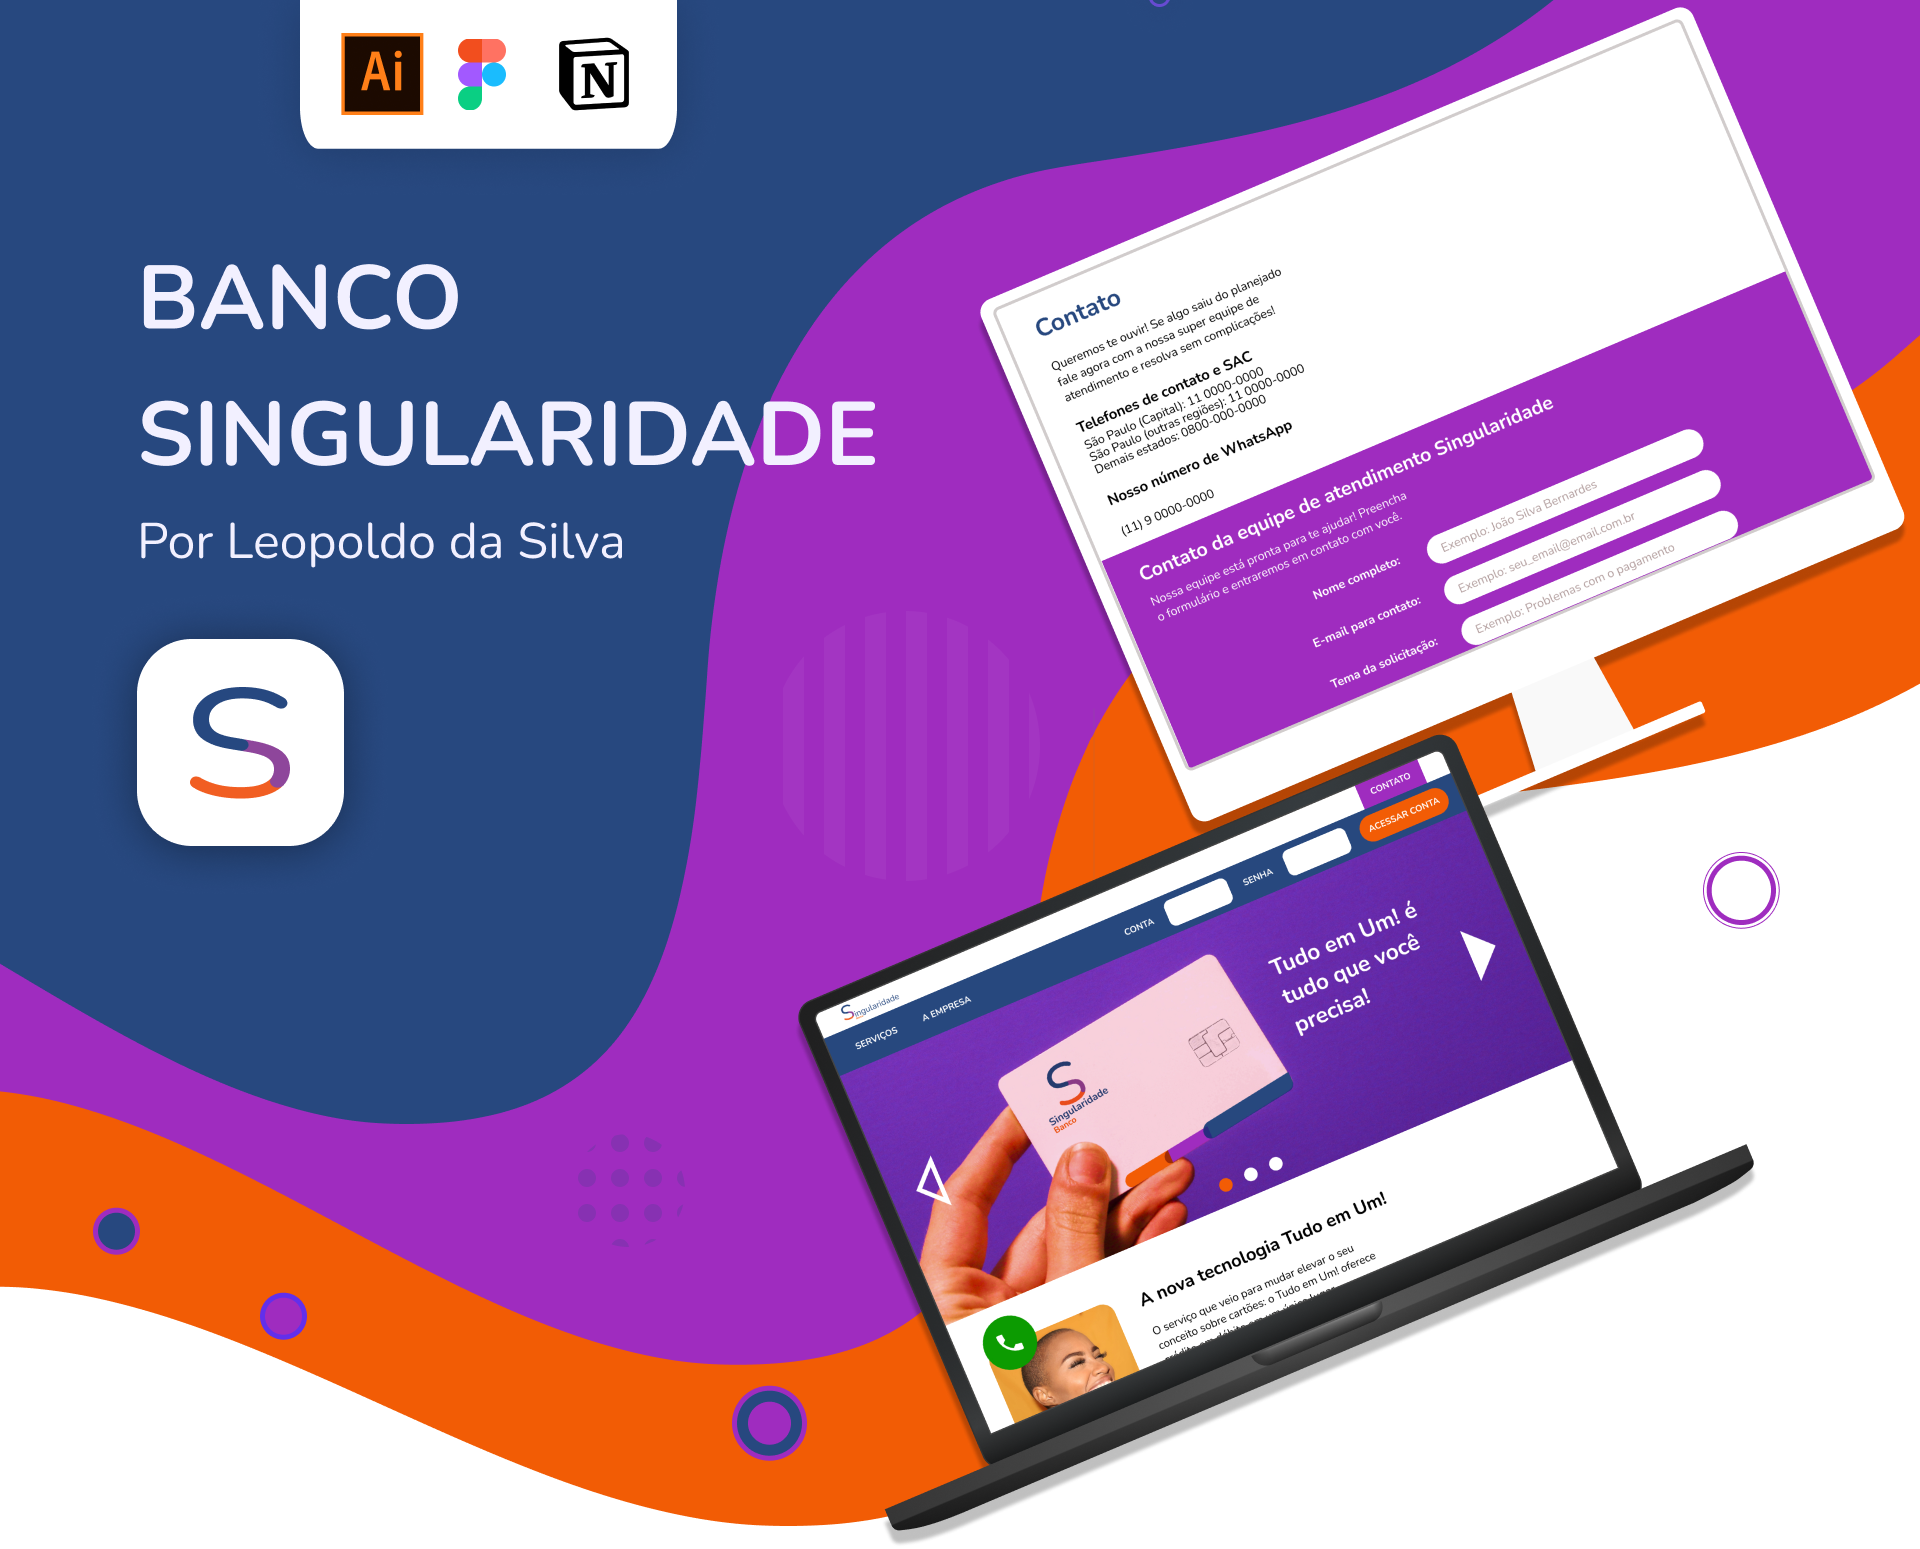 Ai
N
BANCO
SINGULARIDADE
Por Leopoldo da Silva
S
Contato
Queremos te ouvir! Se algo saiu do planejado
fale agora com a nossa super equipe de
atendimento e resolva sem complicações!
Telefones de contato e SAC
São Paulo (Capital): 11 0000-0000
São Paulo (outras regiões): 11 0000-0000
Demais estados: 0800-000-0000
Nosso número de WhatsApp
(11) 9 0000-0000
Contato da equipe de atendimento Singularidade
Nossa equipe está pronta para te ajudar! Preencha
o formulário e entraremos em contato com você.
Nome completo:
Exemplo: João Silva Bernardes
E-mail para contato:
Exemplo: seu_email@email.com.br
Tema da solicitação:
Exemplo: Problemas com o pagamento
CONTATO
Singularidade
SERVIÇOS
A EMPRESA
CONTA
SENHA
ACESSAR CONTA
Tudo em Um! é
tudo que você
precisa!
S
Singularidade
Banco
A nova tecnologia Tudo em Um!
O serviço que veio para mudar elevar o seu
conceito sobre cartões: o Tudo em Um! oferece